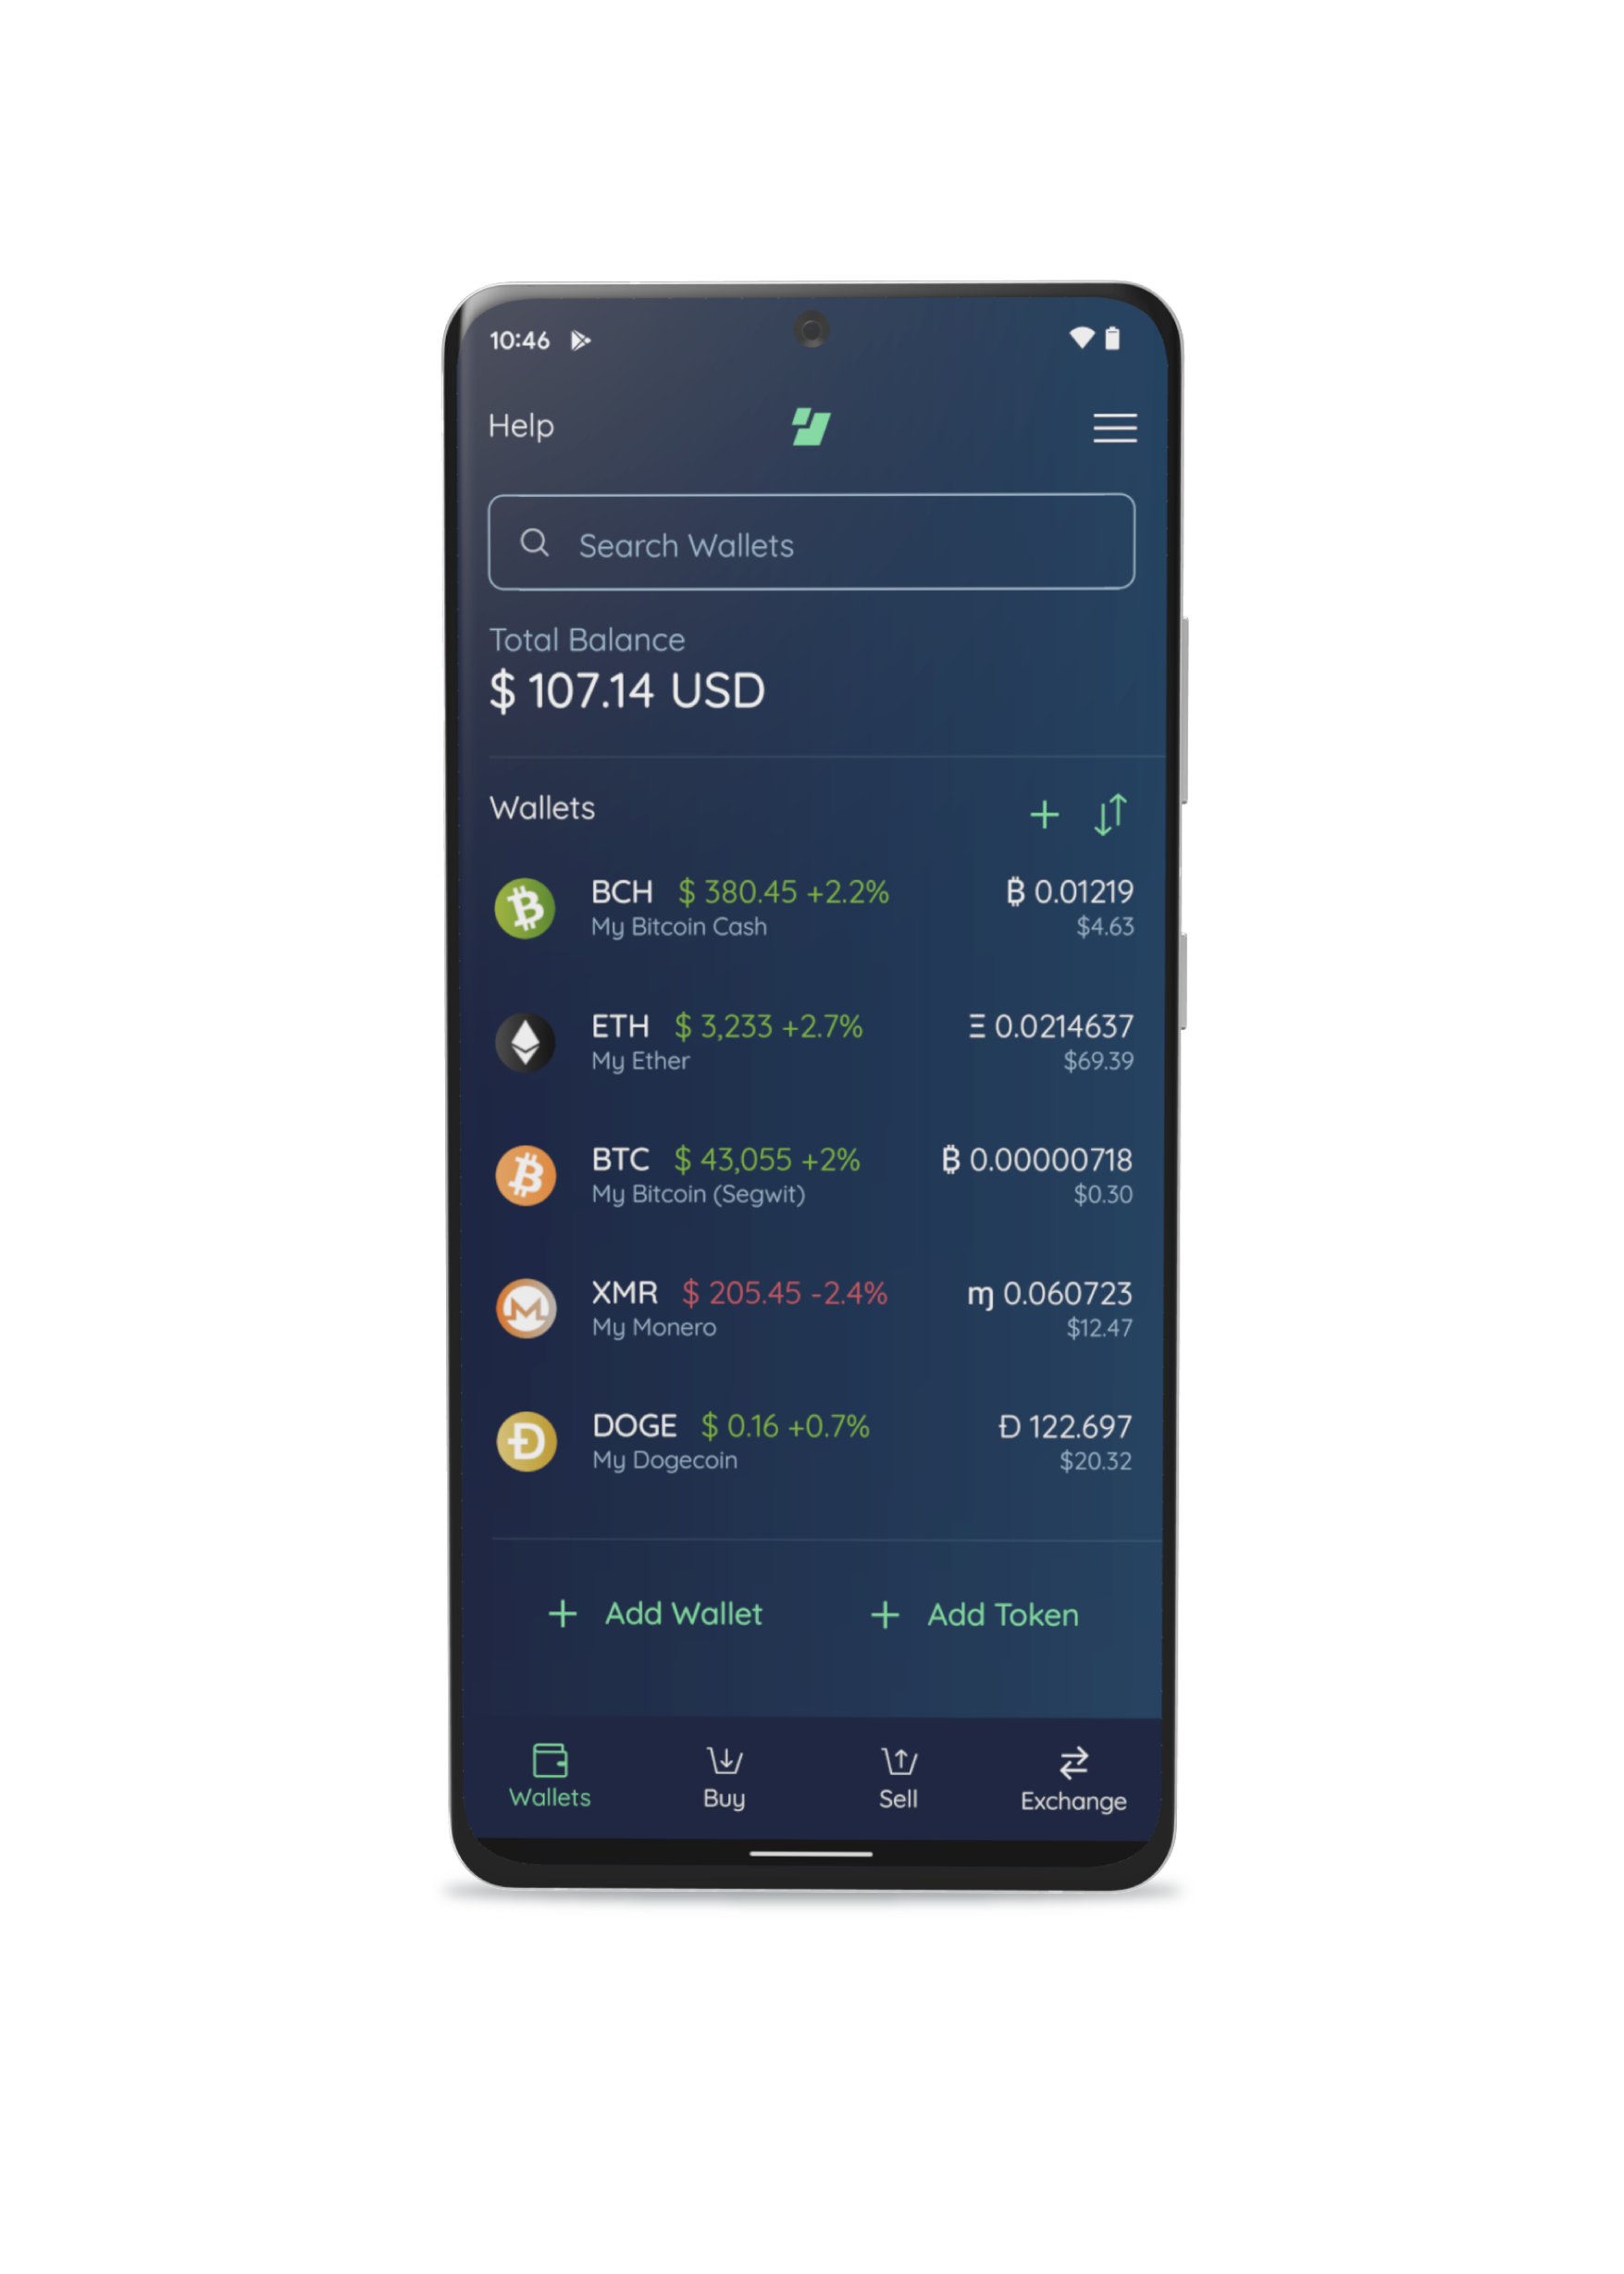 10:46
Help
Search Wallets
Total Balance
$ 107.14 USD
Wallets
BCH $ 380.45 +2.2% ₿ 0.01219
My Bitcoin Cash $4.63
ETH $ 3,233 +2.7% Ξ 0.0214637
My Ether $69.39
BTC $ 43,055 +2% ₿ 0.00000718
My Bitcoin (Segwit) $0.30
XMR $ 205.45 -2.4% ɱ 0.060723
My Monero $12.47
DOGE $ 0.16 +0.7% Ð 122.697
My Dogecoin $20.32
+ Add Wallet + Add Token
Wallets Buy Sell Exchange